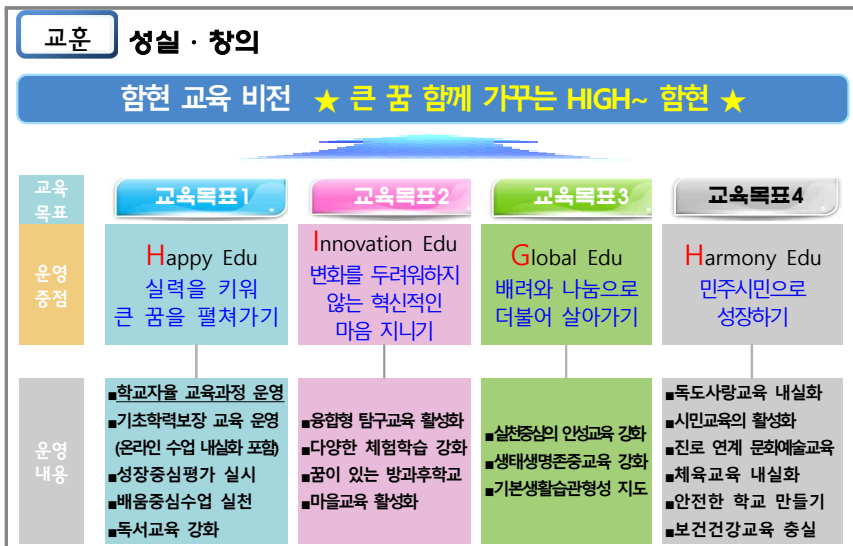 교훈 성실 · 창의
함현 교육 비전 ★ 큰 꿈 함께 가꾸는 HIGH~ 함현 ★
교육
목표
교육목표1
교육목표2
교육목표3
교육목표4
운영
중점
Happy Edu
실력을 키워
큰 꿈을 펼쳐가기
Innovation Edu
변화를 두려워하지
않는 혁신적인
마음 지니기
Global Edu
배려와 나눔으로
더불어 살아가기
Harmony Edu
민주시민으로
성장하기
운영
내용
■학교자율 교육과정 운영
■기초학력보장 교육 운영
(온라인 수업 내실화 포함)
■성장중심평가 실시
■배움중심수업 실천
■독서교육 강화
■융합형 탐구교육 활성화
■다양한 체험학습 강화
■꿈이 있는 방과후학교
■마을교육 활성화
■실천중심의 인성교육 강화
■생태생명존중교육 강화
■기본생활습관형성 지도
■독도사랑교육 내실화
■시민교육의 활성화
■진로 연계 문화예술교육
■체육교육 내실화
■안전한 학교 만들기
■보건건강교육 충실